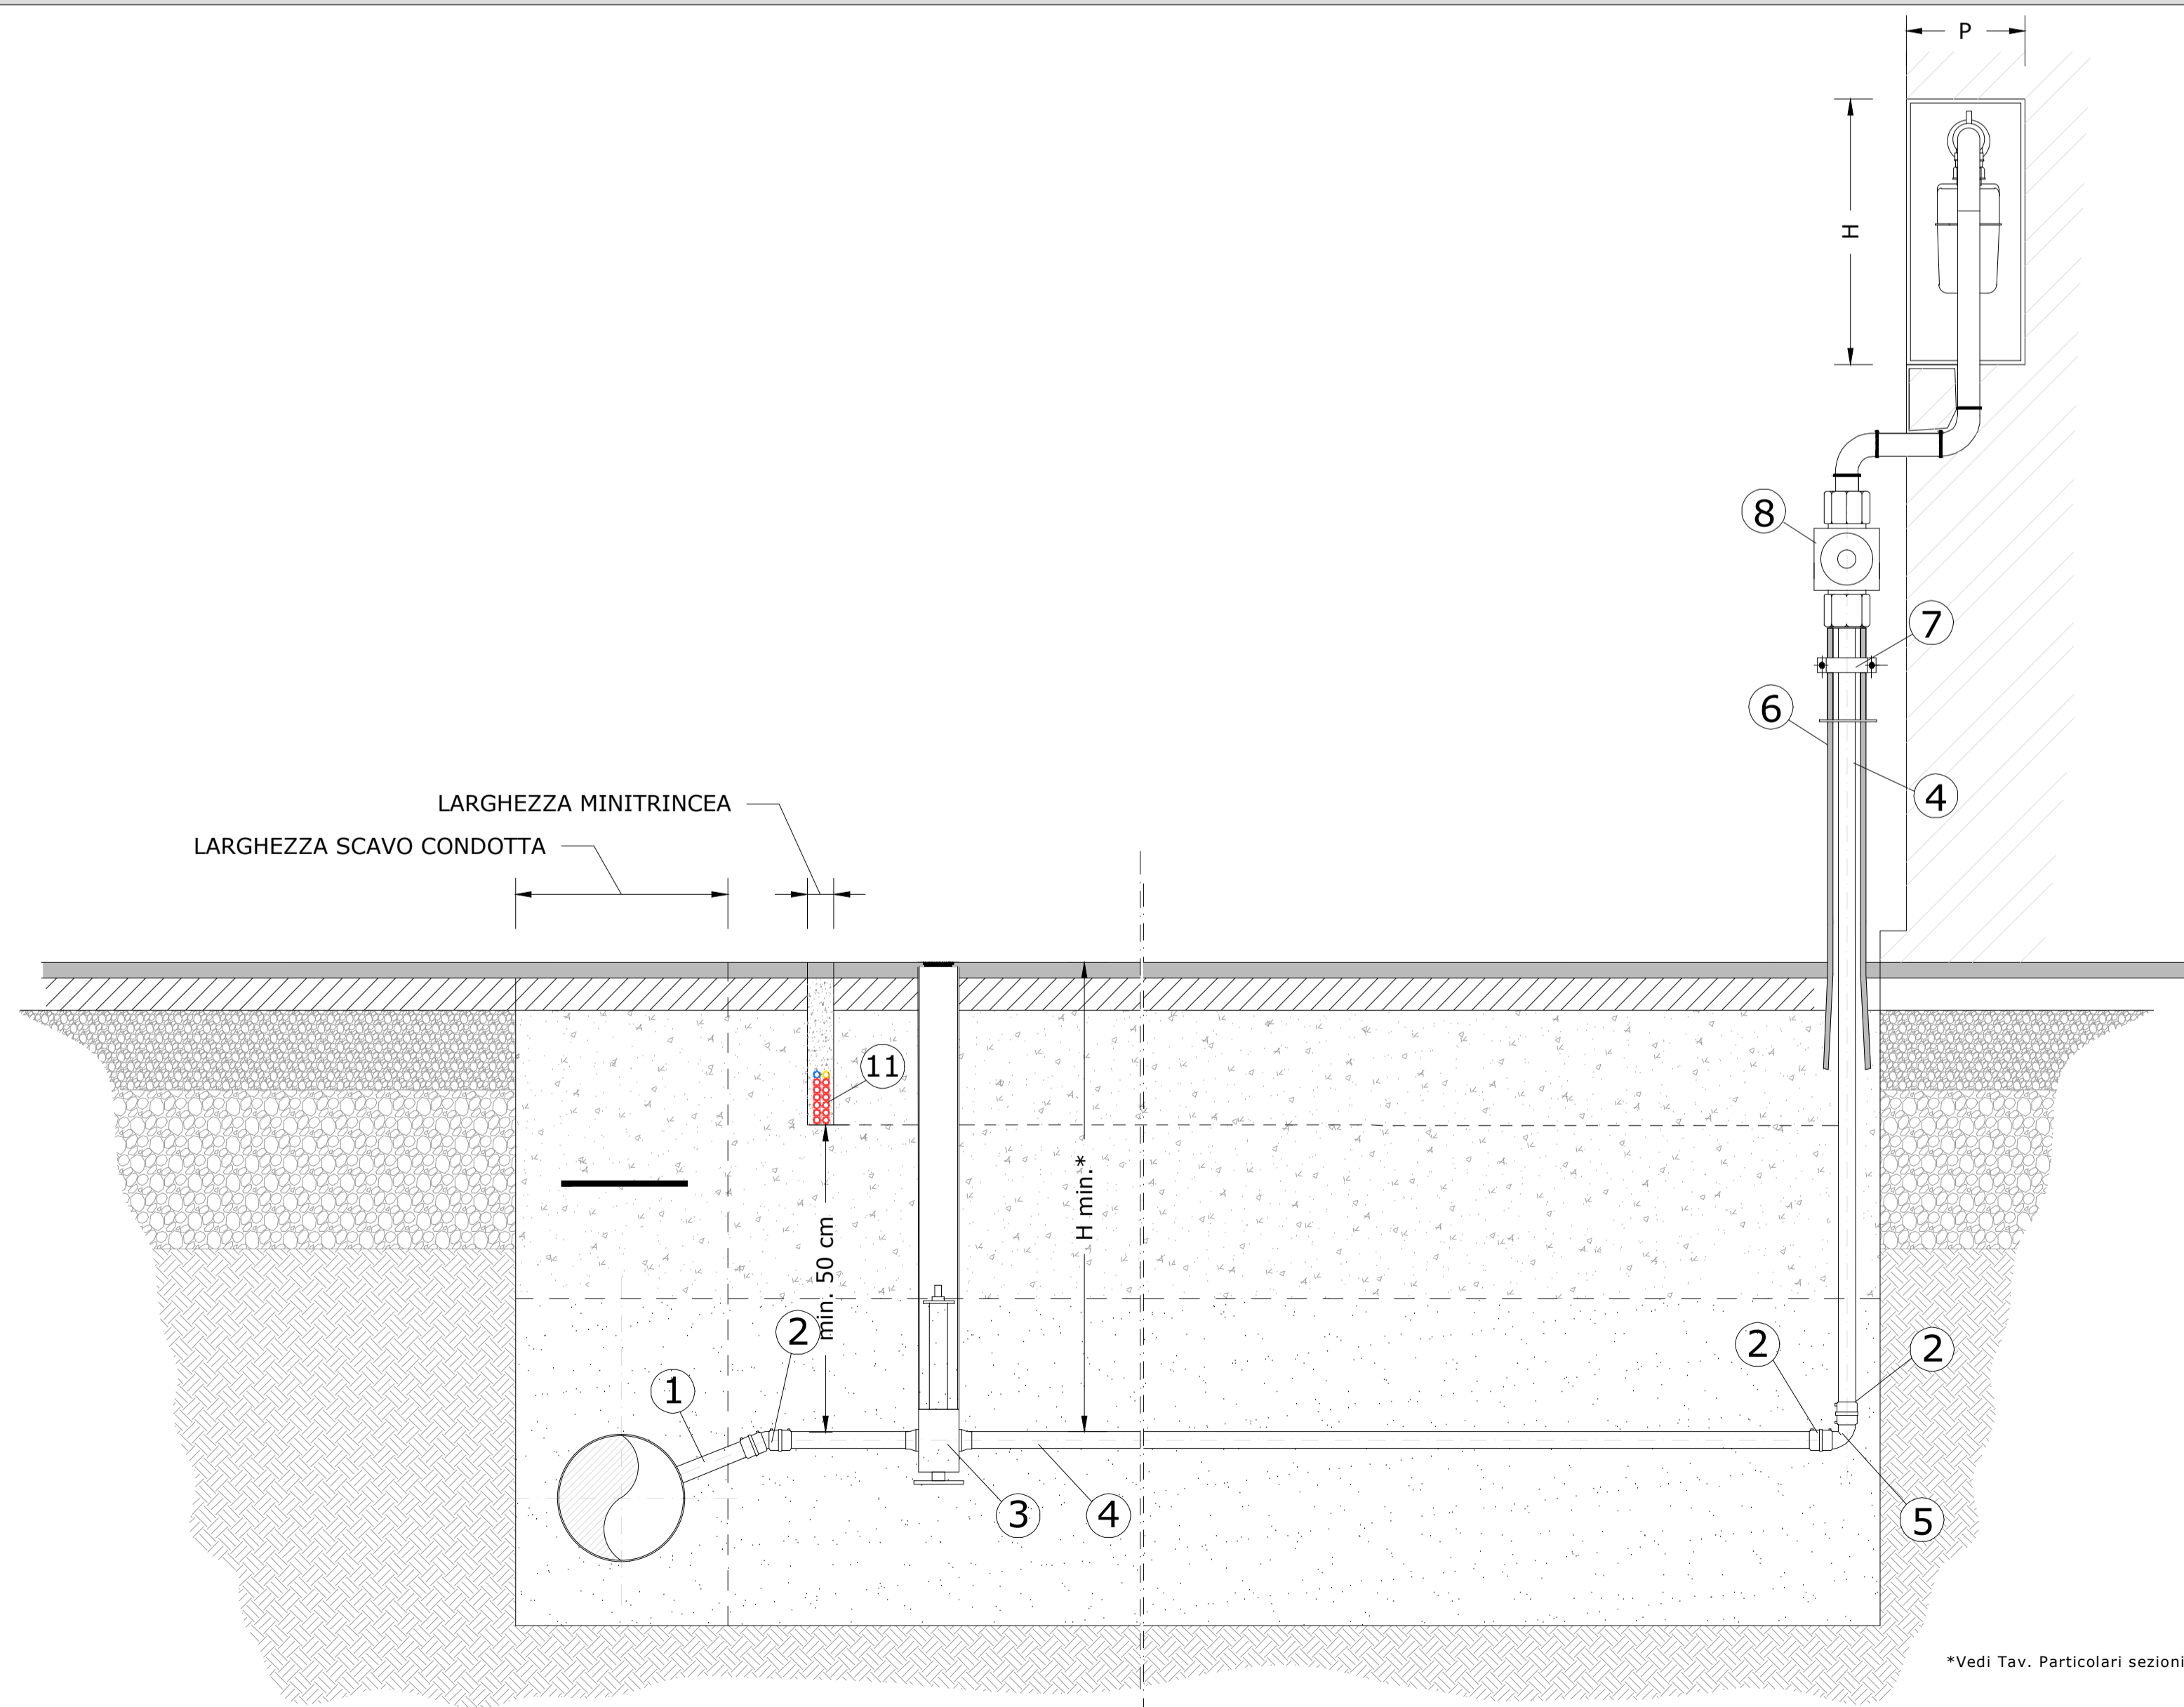 P
H
8
7
6
4
LARGHEZZA MINITRINCEA
LARGHEZZA SCAVO CONDOTTA
11
H min.*
min. 50 cm
2
2
2
1
3
4
5
*Vedi Tav. Particolari sezioni